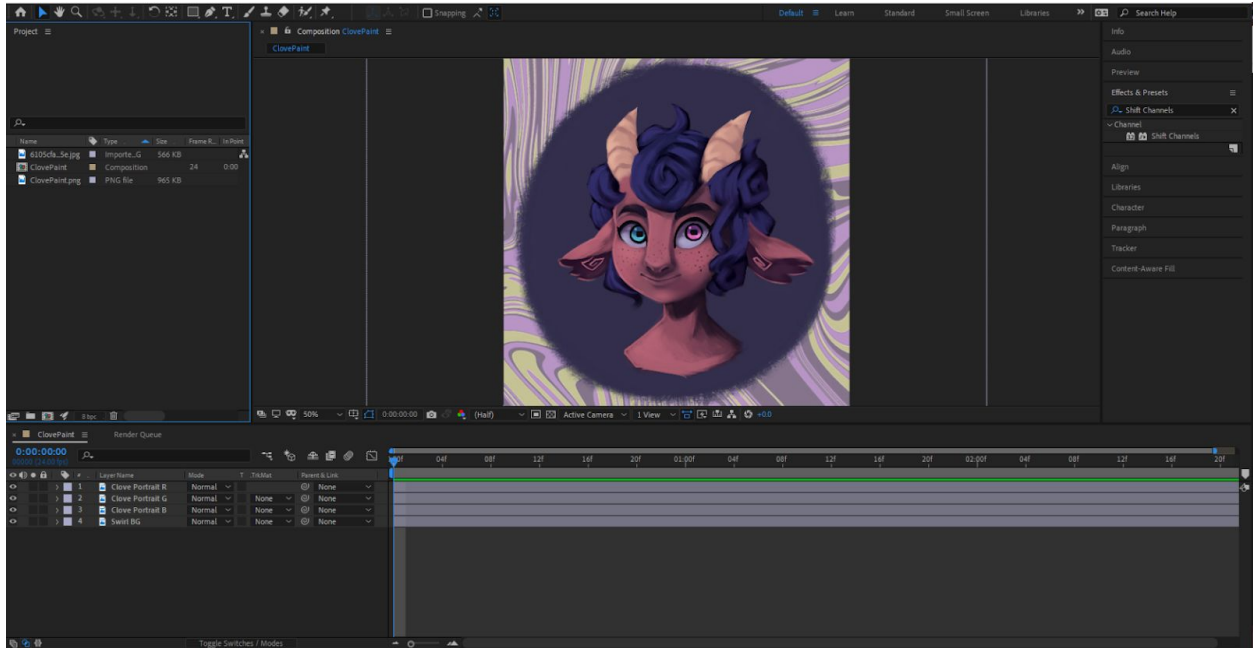 Snapping
Default
Learn
Standard
Small Screen
Libraries
Search Help
Project
Name Type Size Frame R... In Point
6105cfa...5e.jpg Importe...G 566 KB
ClovePaint Composition 24 0:00
ClovePaint.png PNG file 965 KB
8 bpc
Composition ClovePaint
ClovePaint
50% 0:00:00:00 (Half) Active Camera 1 View +0.0
Info
Audio
Preview
Effects & Presets
Shift Channels
Channel
Shift Channels
Align
Libraries
Character
Paragraph
Tracker
Content-Aware Fill
ClovePaint Render Queue
0:00:00:00
00000 (24.00 fps)
# Layer Name Mode T .TrkMat Parent & Link
1 Clove Portrait R Normal None
2 Clove Portrait G Normal None None
3 Clove Portrait B Normal None None
4 Swirl BG Normal None None
04f 08f 12f 16f 20f 01:00f 04f 08f 12f 16f 20f 02:00f 04f 08f 12f 16f 20f
Toggle Switches / Modes